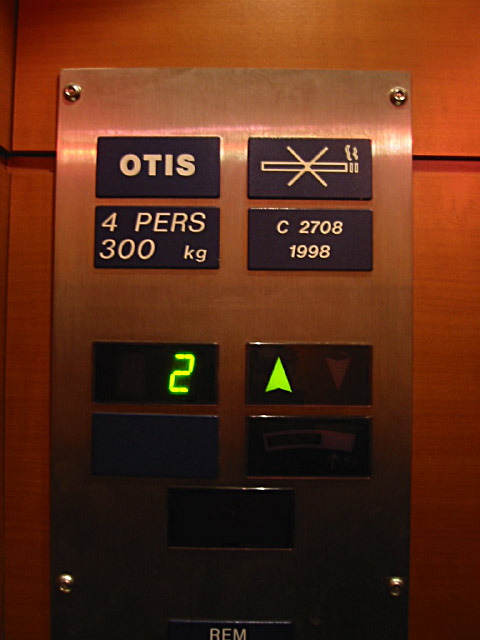 OTIS
4 PERS
300 kg
C 2708
1998
2
REM